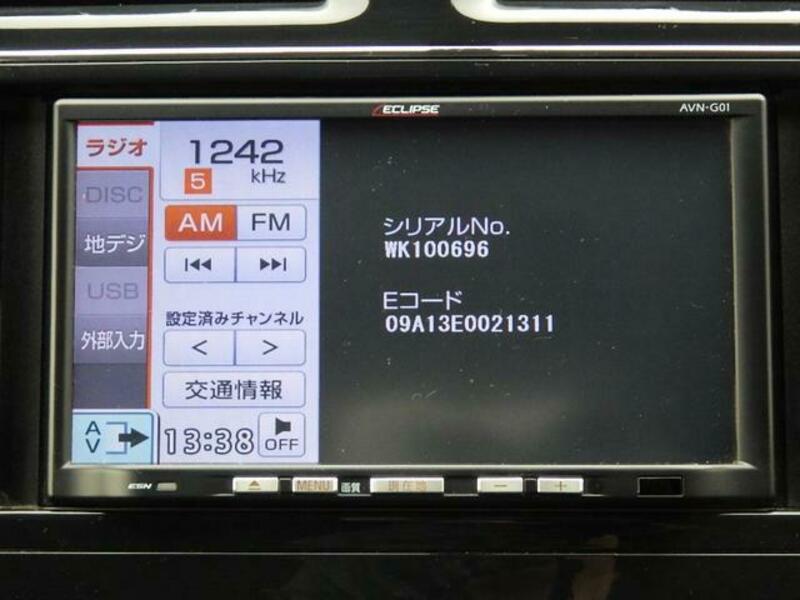 ECLIPSE
AVN-G01
ラジオ
DISC
地デジ
USB
外部入力
AV
1242
5 kHz
AM FM
設定済みチャンネル
< >
交通情報
13:38
OFF
シリアルNo.
WK100696
Eコード
09A13E0021311
ESN
MENU
画質
現在地
- +